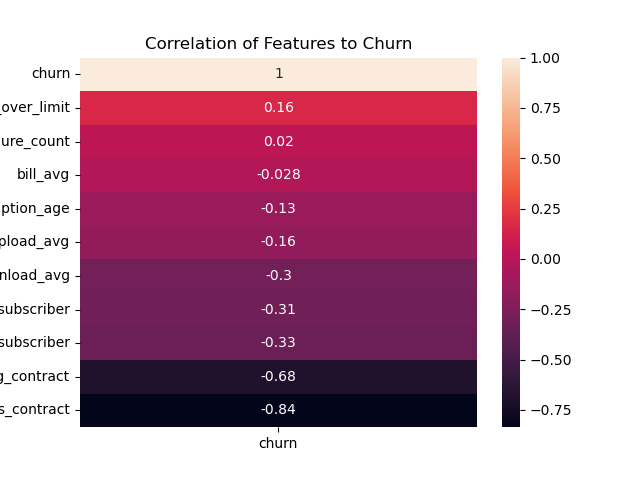 Correlation of Features to Churn
churn 1
_over_limit 0.16
ure_count 0.02
bill_avg -0.028
ption_age -0.13
pload_avg -0.16
nload_avg -0.3
subscriber -0.31
subscriber -0.33
g_contract -0.68
s_contract -0.84
churn
1.00
0.75
0.50
0.25
0.00
−0.25
−0.50
−0.75